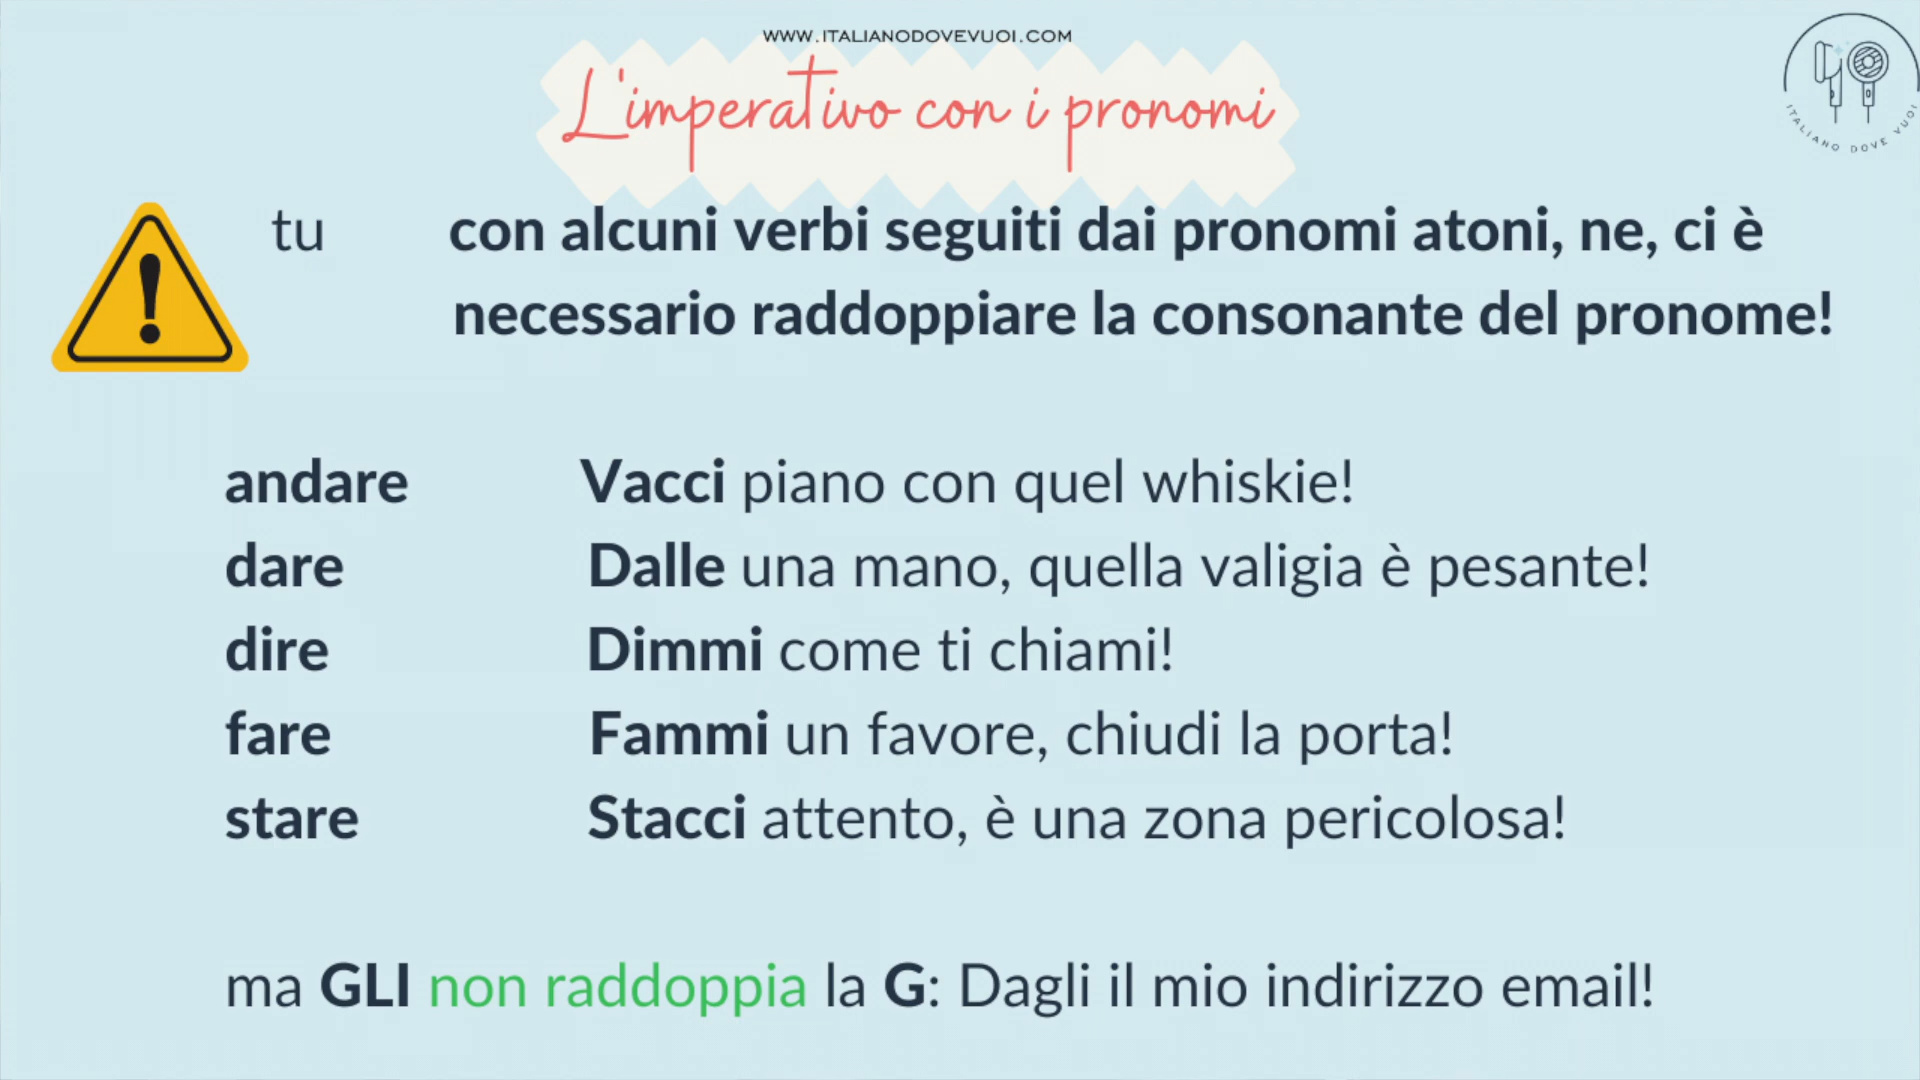 WWW.ITALIANODOVEVUOI.COM
L'imperativo con i pronomi
ITALIANO DOVE VUOI
tu con alcuni verbi seguiti dai pronomi atoni, ne, ci è
necessario raddoppiare la consonante del pronome!
andare Vacci piano con quel whiskie!
dare Dalle una mano, quella valigia è pesante!
dire Dimmi come ti chiami!
fare Fammi un favore, chiudi la porta!
stare Stacci attento, è una zona pericolosa!
ma GLI non raddoppia la G: Dagli il mio indirizzo email!